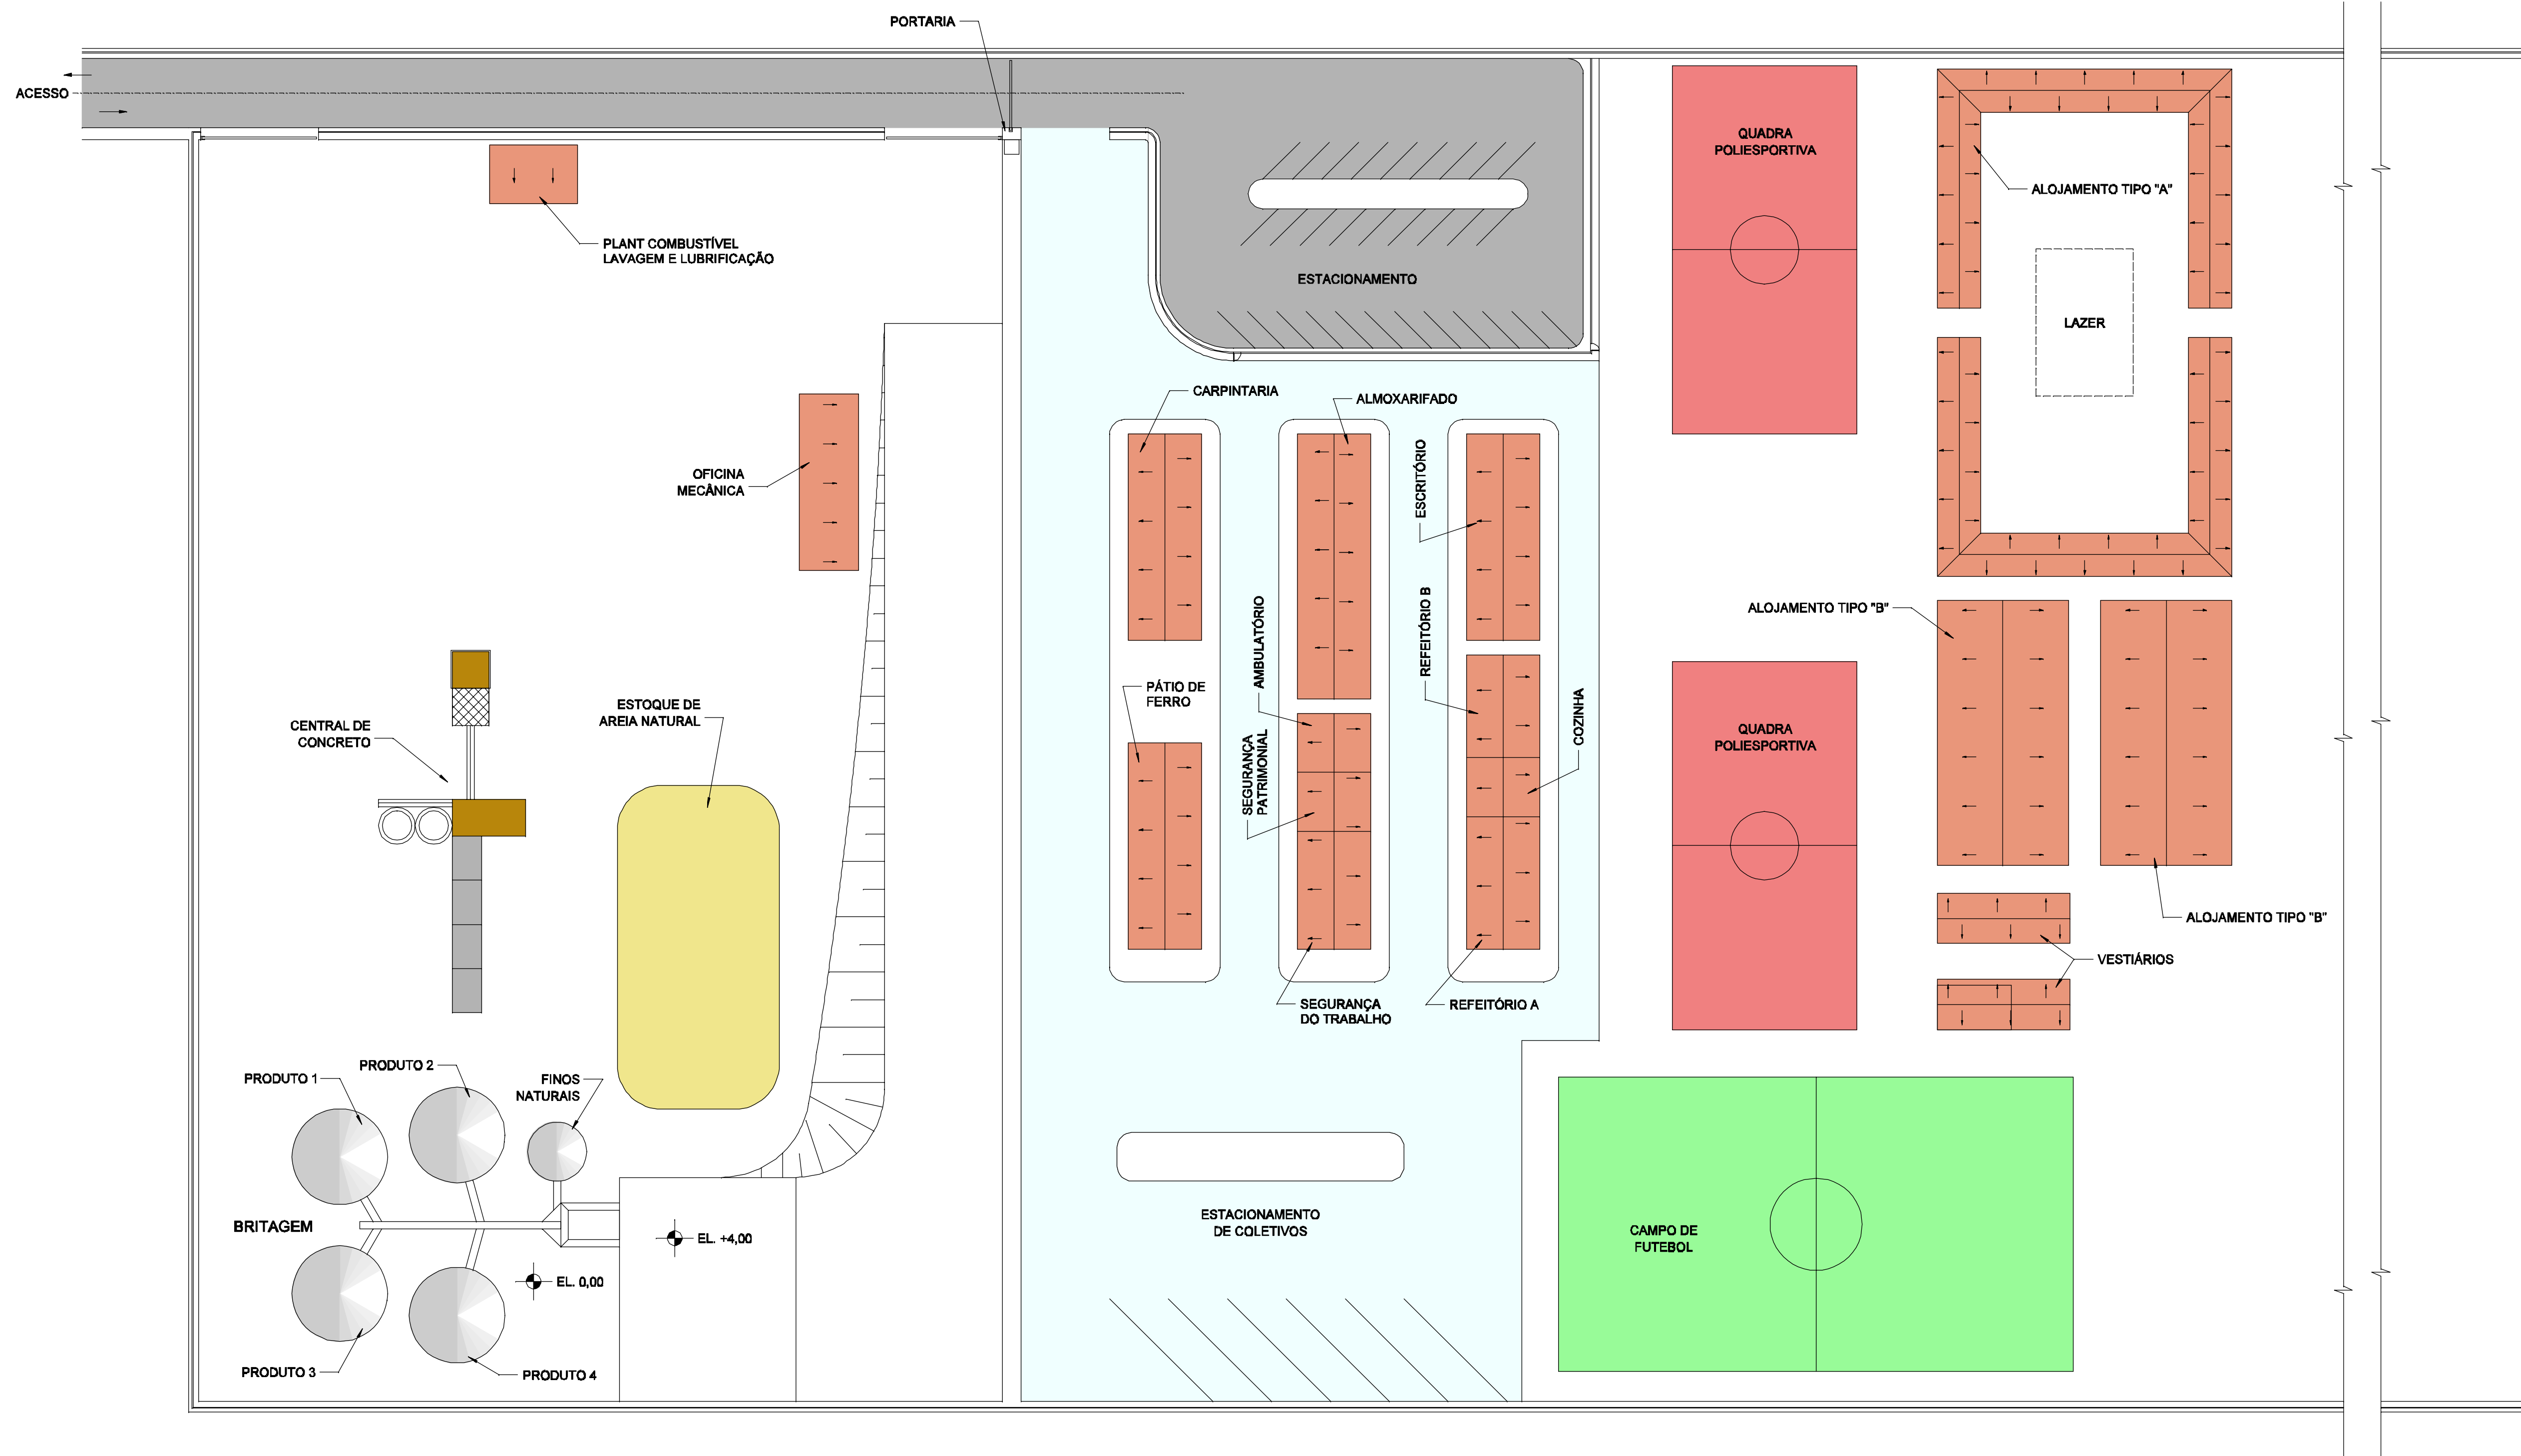 PORTARIA
ACESSO
PLANT COMBUSTÍVEL
LAVAGEM E LUBRIFICAÇÃO
ESTACIONAMENTO
QUADRA
POLIESPORTIVA
ALOJAMENTO TIPO "A"
LAZER
CARPINTARIA
ALMOXARIFADO
ESCRITÓRIO
OFICINA
MECÂNICA
REFEITÓRIO B
AMBULATÓRIO
ALOJAMENTO TIPO "B"
PÁTIO DE
FERRO
ESTOQUE DE
AREIA NATURAL
CENTRAL DE
CONCRETO
SEGURANÇA
PATRIMONIAL
COZINHA
QUADRA
POLIESPORTIVA
ALOJAMENTO TIPO "B"
VESTIÁRIOS
SEGURANÇA
DO TRABALHO
REFEITÓRIO A
PRODUTO 1
PRODUTO 2
FINOS
NATURAIS
BRITAGEM
EL. +4,00
EL. 0,00
ESTACIONAMENTO
DE COLETIVOS
CAMPO DE
FUTEBOL
PRODUTO 3
PRODUTO 4